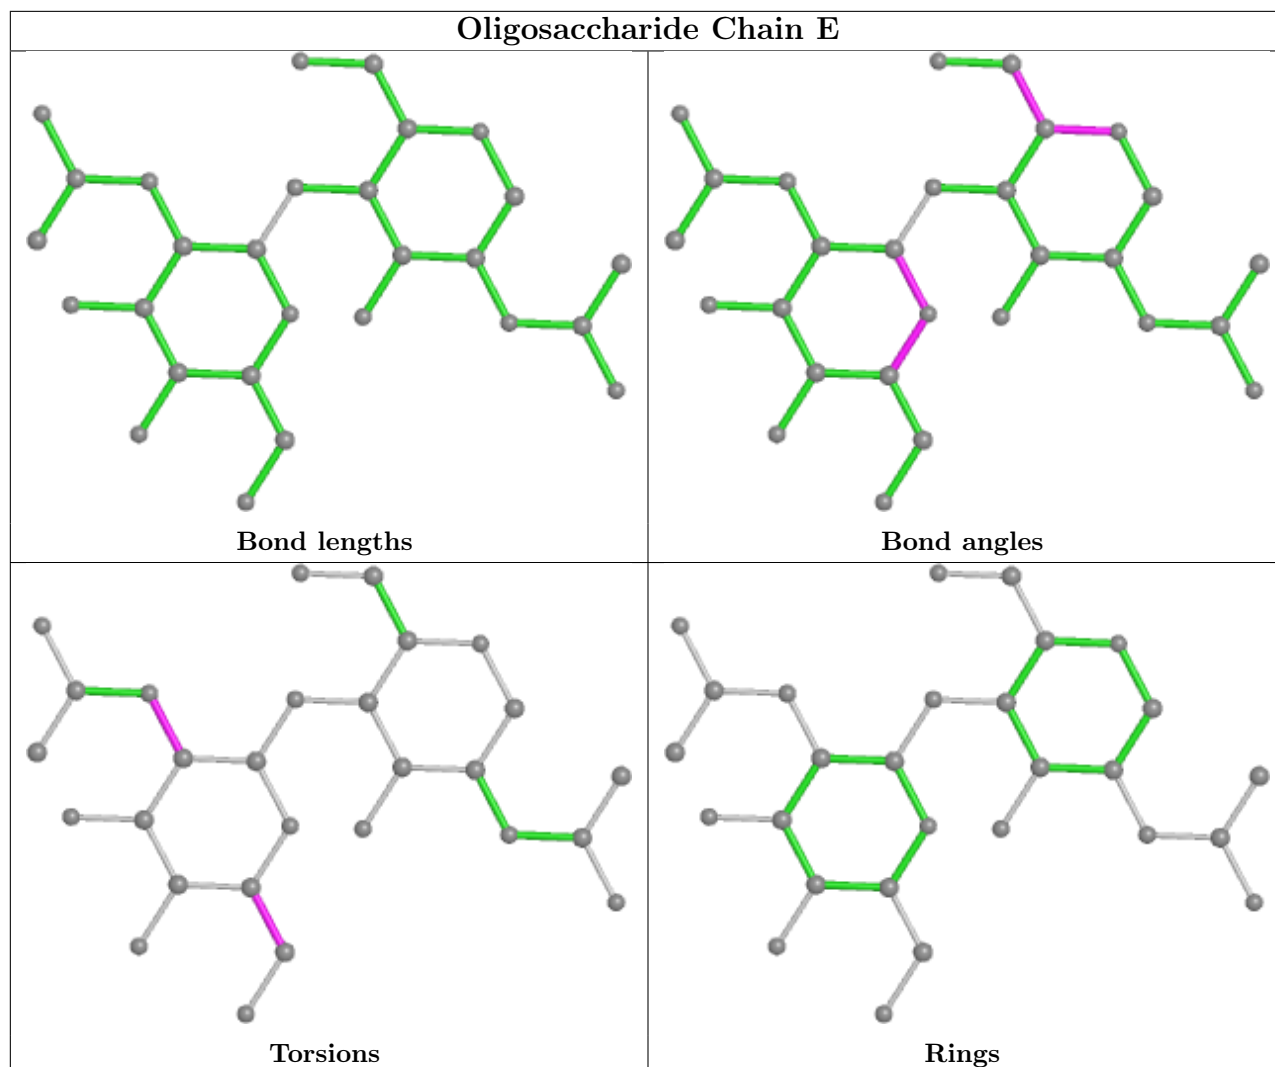 Oligosaccharide Chain E
Bond lengths
Bond angles
Torsions
Rings